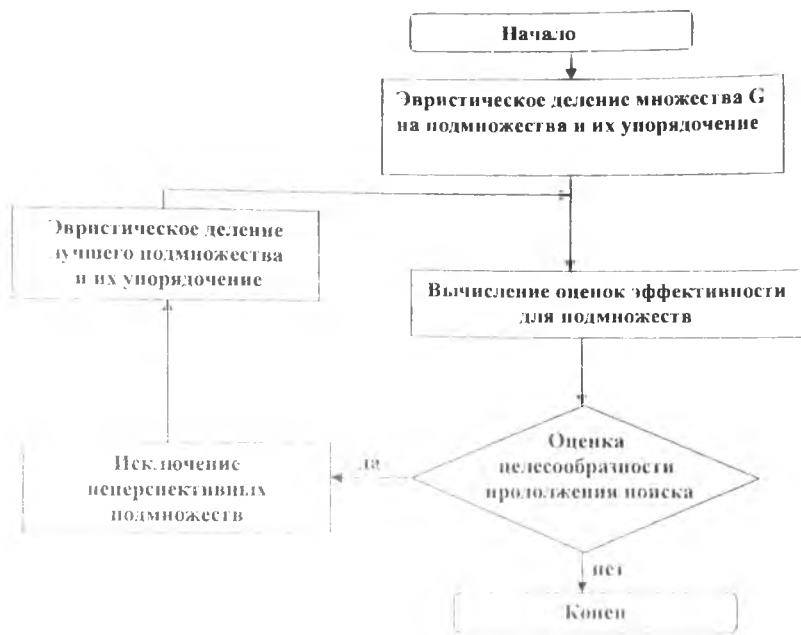 Начало
Эвристическое деление множества G
на подмножества и их упорядочение
Эвристическое деление
лучшего подмножества
и их упорядочение
Вычисление оценок эффективности
для подмножеств
Оценка
целесообразности
продолжения поиска
да
Исключение
неперспективных
подмножеств
нет
Конец